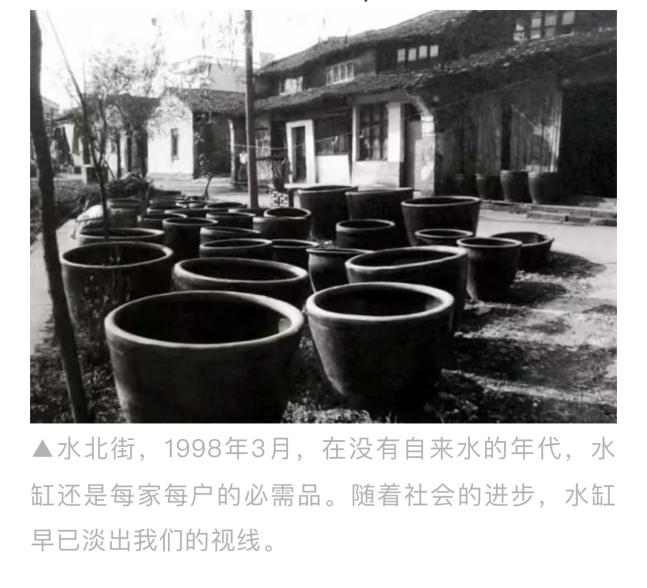 ▲水北街，1998年3月，在没有自来水的年代，水
缸还是每家每户的必需品。随着社会的进步，水缸
早已淡出我们的视线。